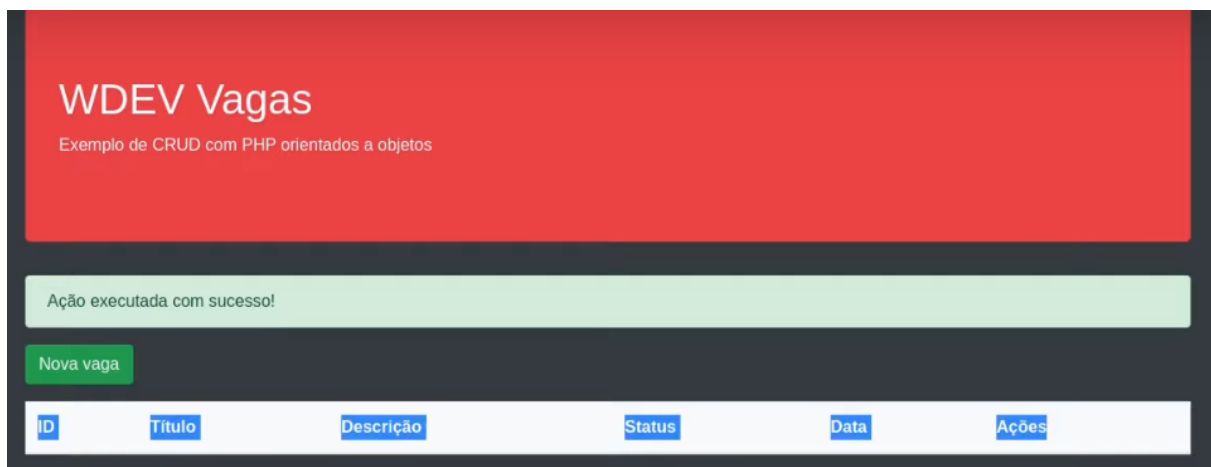 WDEV Vagas
Exemplo de CRUD com PHP orientados a objetos
Ação executada com sucesso!
Nova vaga
ID Título Descrição Status Data Ações